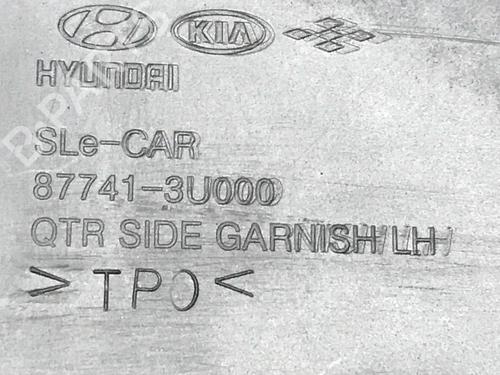 KIA
HYUNDAI
SLe-CAR
87741-3U000
QTR SIDE GARNISH LH
>TPO<